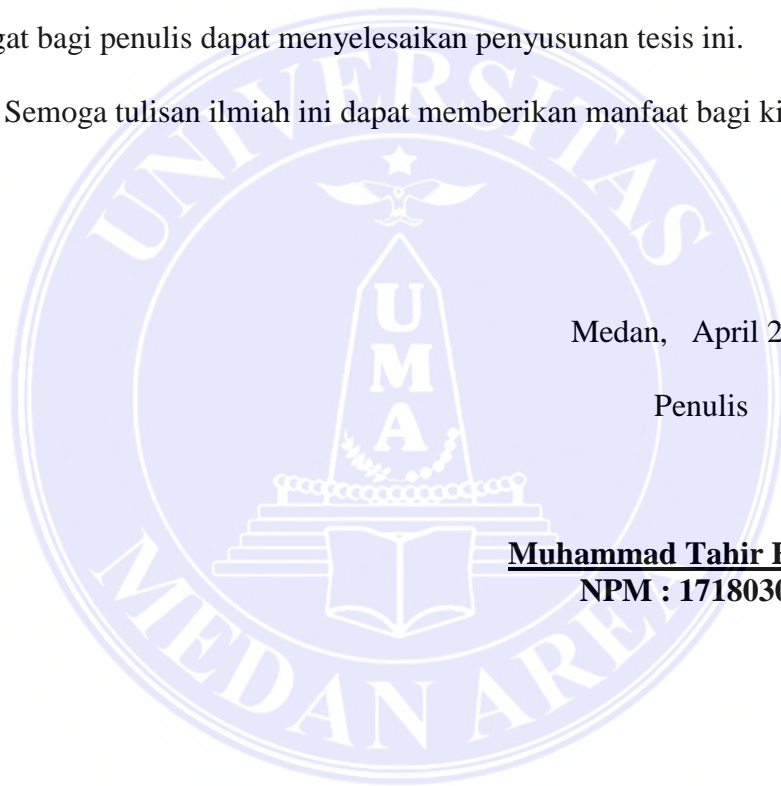 gat bagi penulis dapat menyelesaikan penyusunan tesis ini.
Semoga tulisan ilmiah ini dapat memberikan manfaat bagi ki
UNIVERSITAS
UMA
Medan, April 2
Penulis
Muhammad Tahir
NPM : 1718030
MEDAN AREA